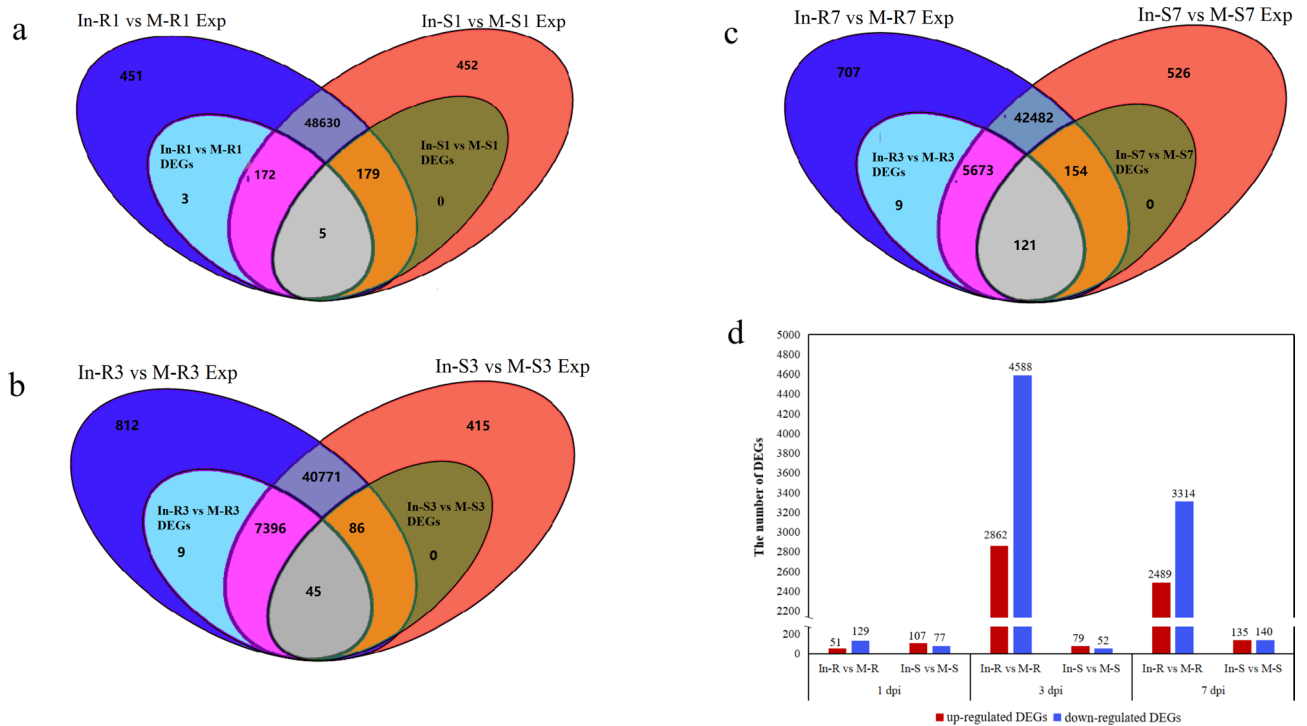 a
In-R1 vs M-R1 Exp
In-S1 vs M-S1 Exp
451
452
48630
In-R1 vs M-R1
DEGs
In-S1 vs M-S1
DEGs
172
179
3
0
5
b
In-R3 vs M-R3 Exp
In-S3 vs M-S3 Exp
812
415
40771
In-R3 vs M-R3
DEGs
In-S3 vs M-S3
DEGs
7396
86
9
0
45
c
In-R7 vs M-R7 Exp
In-S7 vs M-S7 Exp
707
526
42482
In-R3 vs M-R3
DEGs
In-S7 vs M-S7
DEGs
5673
154
9
0
121
d
The number of DEGs
5000
4800
4600
4400
4200
4000
3800
3600
3400
3200
3000
2800
2600
2400
2200
200
0
51
129
107
77
2862
4588
79
52
2489
3314
135
140
In-R vs M-R
In-S vs M-S
In-R vs M-R
In-S vs M-S
In-R vs M-R
In-S vs M-S
1 dpi
3 dpi
7 dpi
up-regulated DEGs
down-regulated DEGs